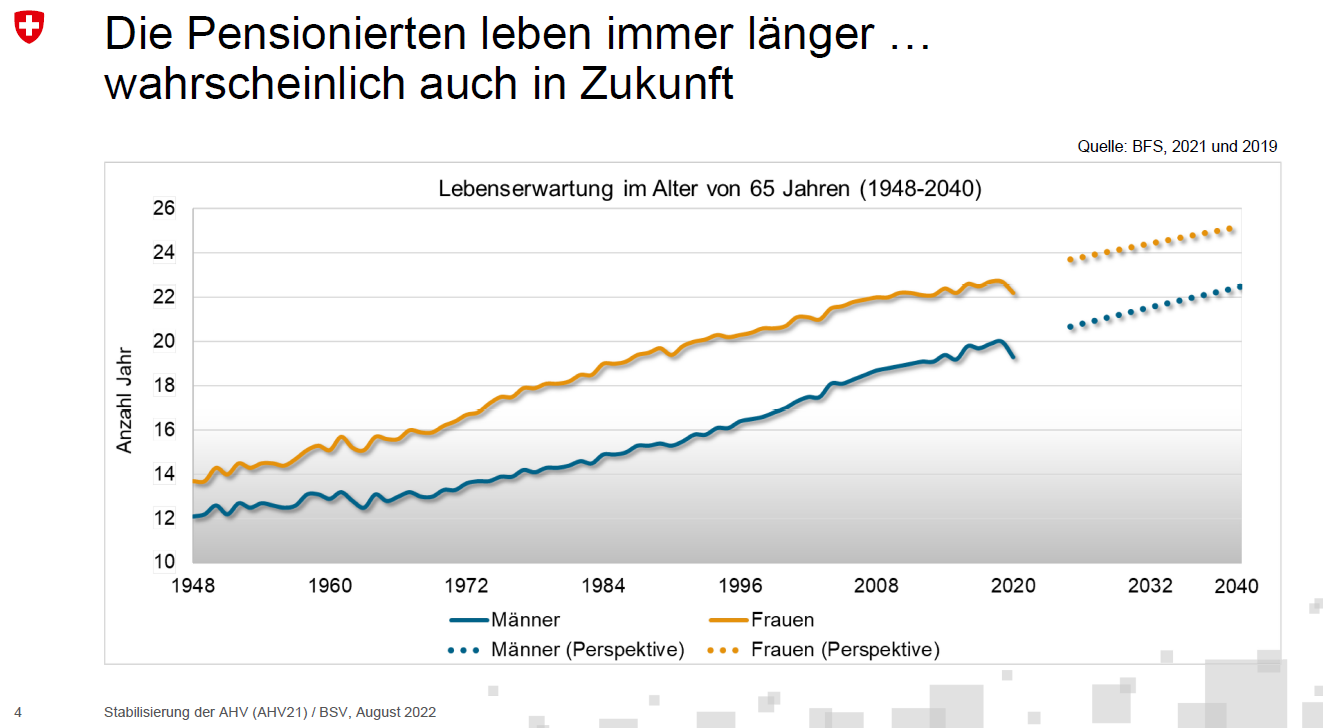 Die Pensionierten leben immer länger …
wahrscheinlich auch in Zukunft
Quelle: BFS, 2021 und 2019
Lebenserwartung im Alter von 65 Jahren (1948-2040)
Anzahl Jahr
26
24
22
20
18
16
14
12
10
1948 1960 1972 1984 1996 2008 2020 2032 2040
Männer Frauen
Männer (Perspektive) Frauen (Perspektive)
4 Stabilisierung der AHV (AHV21) / BSV, August 2022